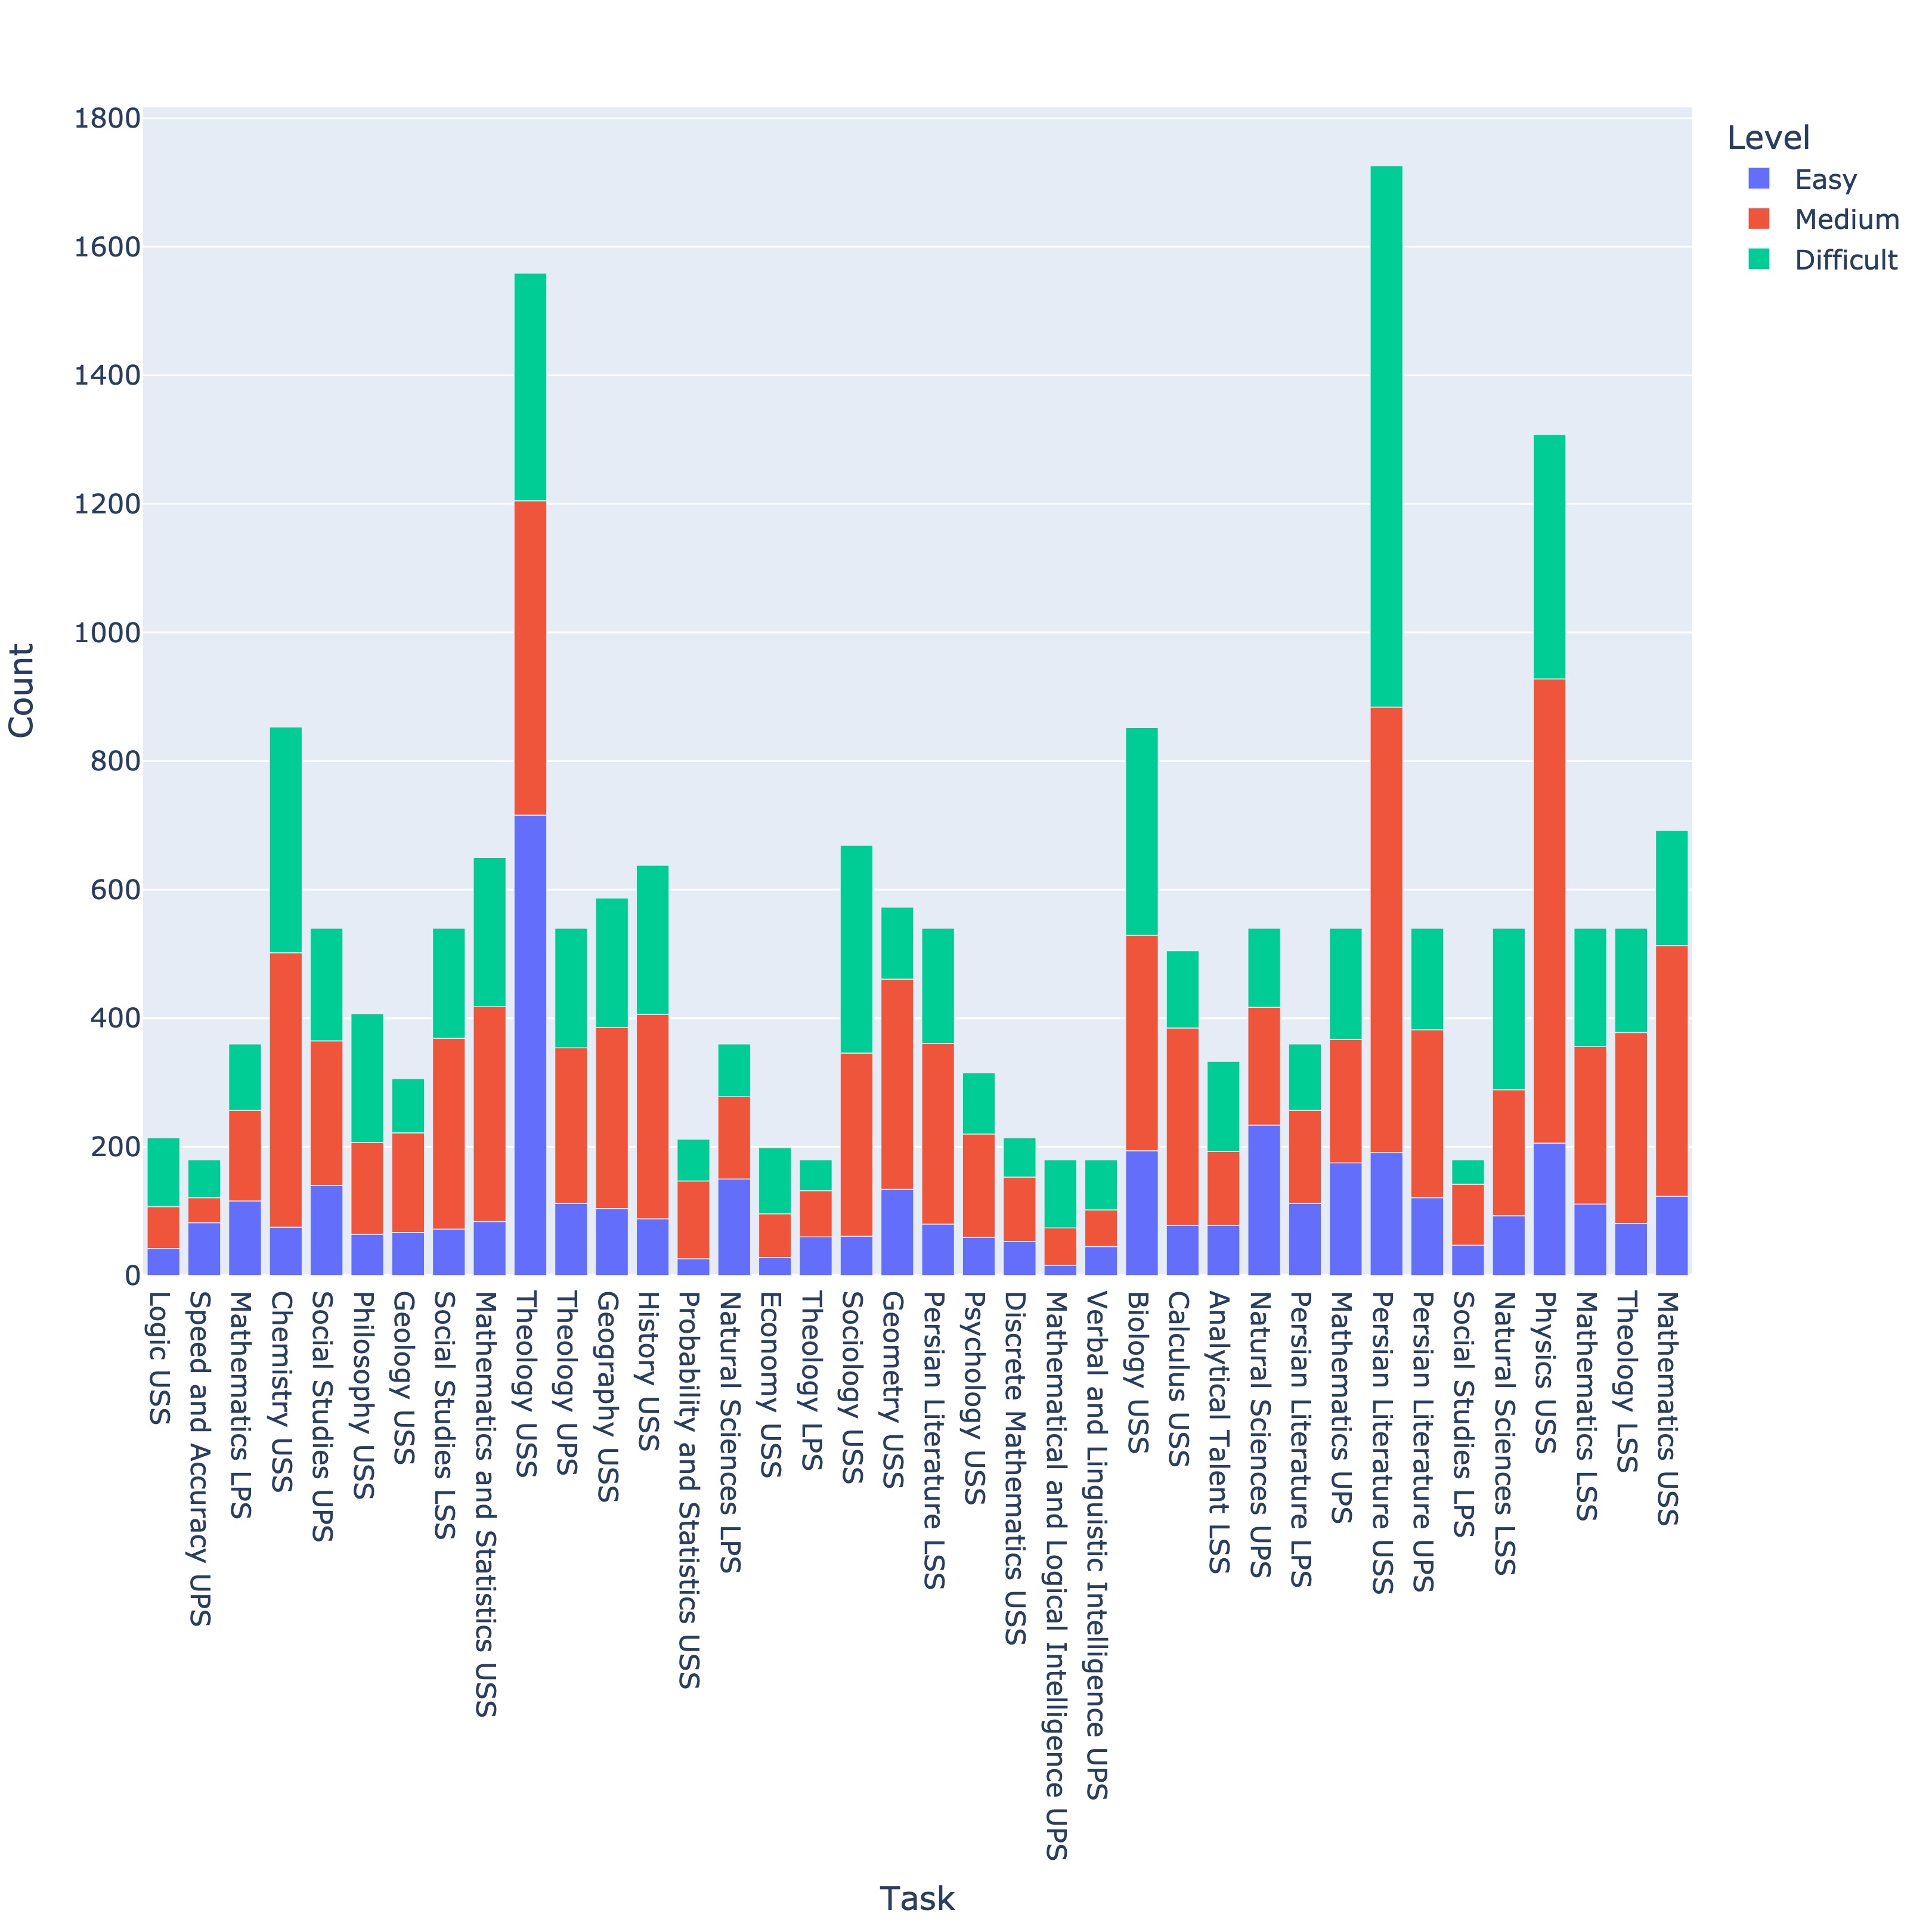 1800
1600
1400
1200
1000
800
600
400
200
0
Count
Level
Easy
Medium
Difficult
Logic USS
Speed and Accuracy UPS
Mathematics LPS
Chemistry USS
Social Studies UPS
Philosophy USS
Geology USS
Social Studies LSS
Mathematics and Statistics USS
Theology USS
Theology UPS
Geography USS
History USS
Probability and Statistics USS
Natural Sciences LPS
Economy USS
Theology LPS
Sociology USS
Geometry USS
Persian Literature LSS
Psychology USS
Discrete Mathematics USS
Mathematical and Logical Intelligence UPS
Verbal and Linguistic Intelligence UPS
Biology USS
Calculus USS
Analytical Talent LSS
Natural Sciences UPS
Persian Literature LPS
Mathematics UPS
Persian Literature USS
Persian Literature UPS
Social Studies LPS
Natural Sciences LSS
Physics USS
Mathematics LSS
Theology LSS
Mathematics USS
Task